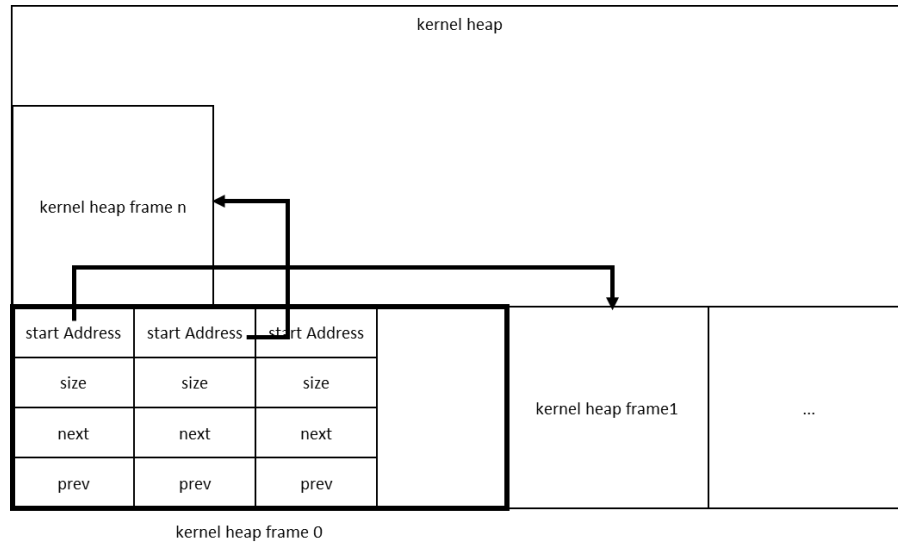 kernel heap
kernel heap frame n
start Address start Address start Address
size size size
next next next
prev prev prev
kernel heap frame1
...
kernel heap frame 0